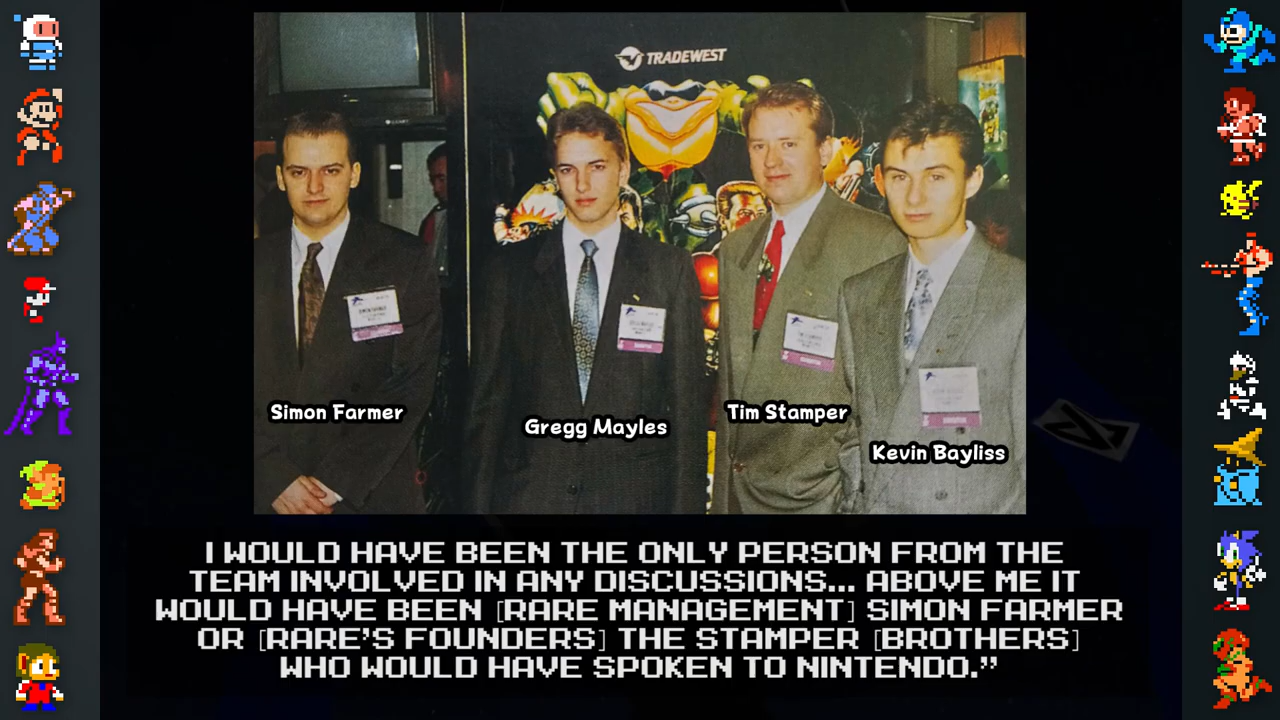 TRADEWEST
Simon Farmer
Gregg Mayles
Tim Stamper
Kevin Bayliss
I WOULD HAVE BEEN THE ONLY PERSON FROM THE
TEAM INVOLVED IN ANY DISCUSSIONS... ABOVE ME IT
WOULD HAVE BEEN [RARE MANAGEMENT] SIMON FARMER
OR [RARE'S FOUNDERS] THE STAMPER [BROTHERS]
WHO WOULD HAVE SPOKEN TO NINTENDO.”